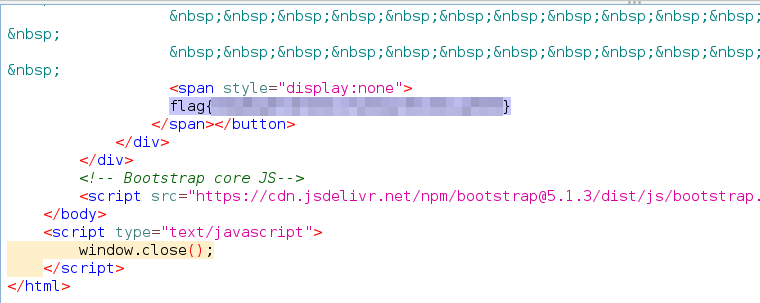 &nbsp;&nbsp;&nbsp;&nbsp;&nbsp;&nbsp;&nbsp;&nbsp;&nbsp;&nbsp;&nbsp;
&nbsp;
&nbsp;&nbsp;&nbsp;&nbsp;&nbsp;&nbsp;&nbsp;&nbsp;&nbsp;&nbsp;&nbsp;
&nbsp;
<span style="display:none">
flag{ }
</span></button>
</div>
</div>
<!-- Bootstrap core JS-->
<script src="https://cdn.jsdelivr.net/npm/bootstrap@5.1.3/dist/js/bootstrap.
</body>
<script type="text/javascript">
window.close();
</script>
</html>